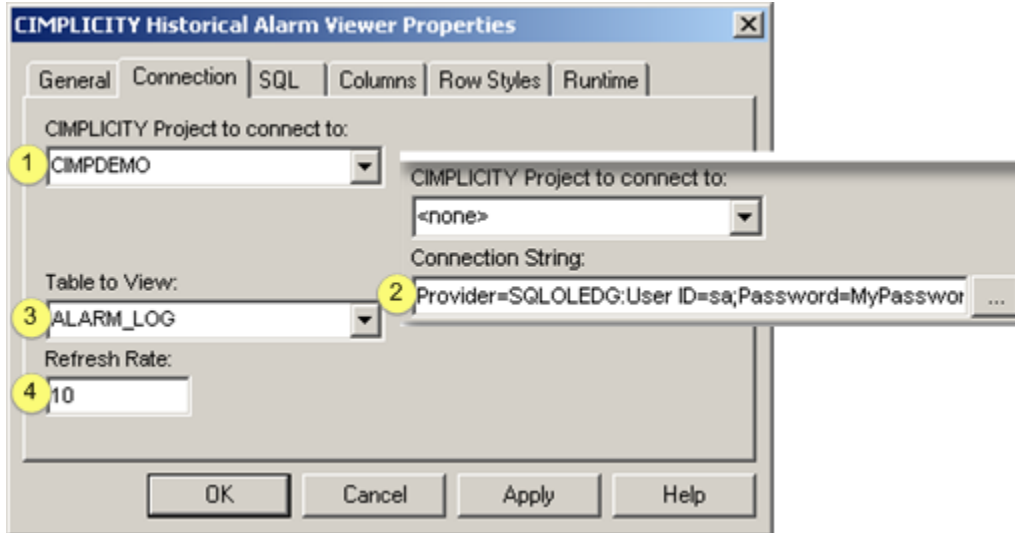 CIMPLICITY Historical Alarm Viewer Properties
General Connection SQL Columns Row Styles Runtime
CIMPLICITY Project to connect to:
1 CIMPDEMO
CIMPLICITY Project to connect to:
<none>
Connection String:
2 Provider=SQLOLEDG:User ID=sa;Password=MyPasswor ...
Table to View:
3 ALARM_LOG
Refresh Rate:
4 10
OK Cancel Apply Help